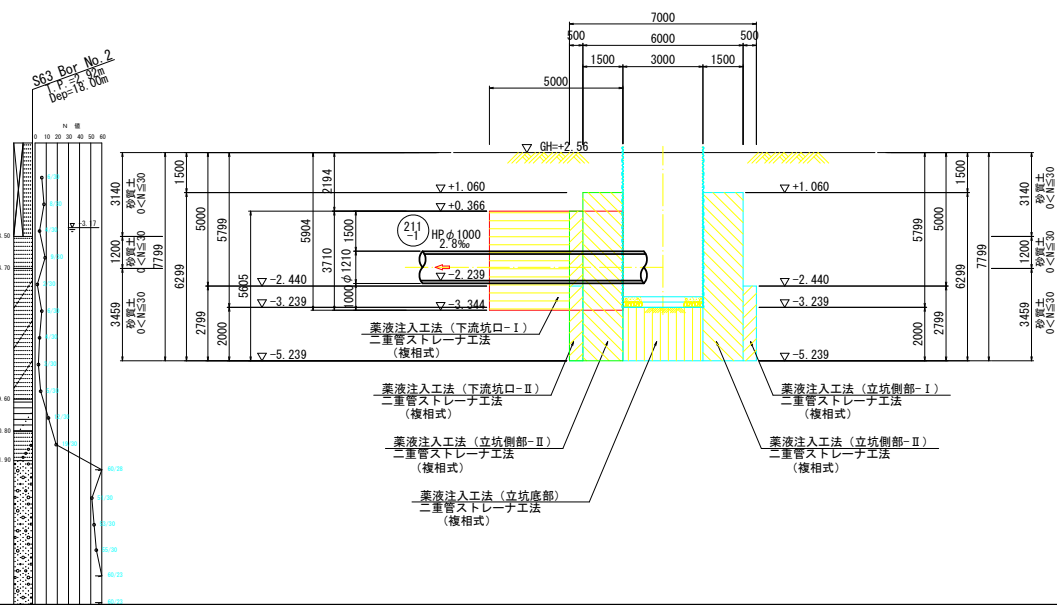 S63 Bor No.2
T.P.=2.92m
Dep=18.00m
N 値
0 10 20 30 40 50 60
-3.17
7000
500 6000 500
1500 3000 1500
5000
GH=+2.56
+1.060
+0.366
-2.440
-2.239
-3.239
-3.344
-5.239
+1.060
-2.440
-3.239
-5.239
3140
砂質土
0<N≦30
1200
砂質土
0<N≦30
3459
砂質土
0<N≦30
7799
1500
6299
5000
2799
5799
2000
5605
5904
2194
3710
1500
φ1210
1000
211
-1
HPφ1000
2.8‰
5799
2000
5000
2799
1500
6299
7799
3140
砂質土
0<N≦30
1200
砂質土
0<N≦30
3459
砂質土
0<N≦30
薬液注入工法(下流坑口-Ⅰ)
二重管ストレーナ工法
(複相式)
薬液注入工法(下流坑口-Ⅱ)
二重管ストレーナ工法
(複相式)
薬液注入工法(立坑側部-Ⅰ)
二重管ストレーナ工法
(複相式)
薬液注入工法(立坑側部-Ⅱ)
二重管ストレーナ工法
(複相式)
薬液注入工法(立坑側部-Ⅱ)
二重管ストレーナ工法
(複相式)
薬液注入工法(立坑底部)
二重管ストレーナ工法
(複相式)